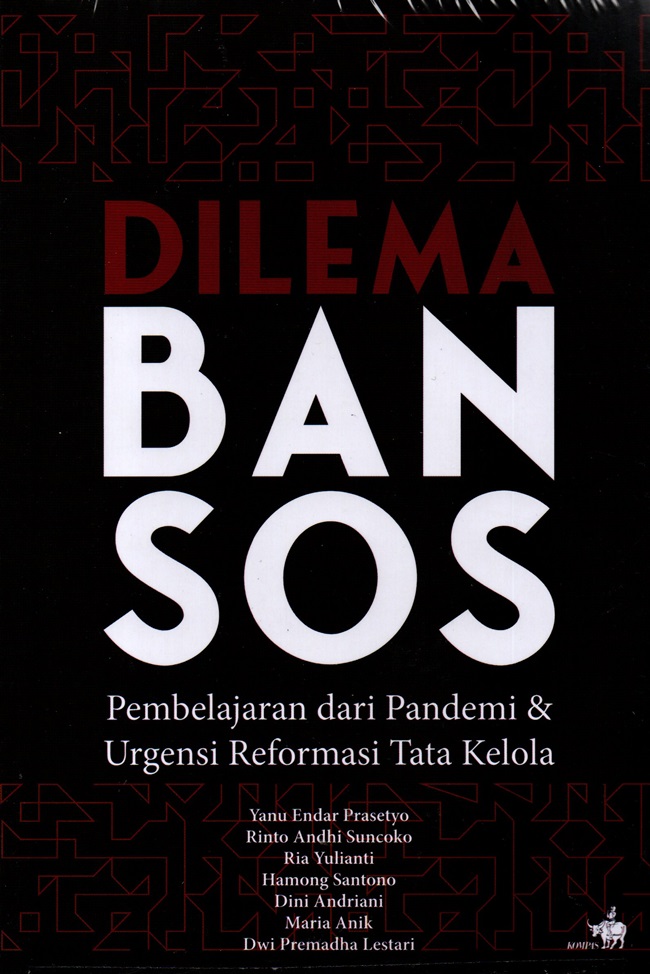 DILEMA
BAN
SOS
Pembelajaran dari Pandemi &
Urgensi Reformasi Tata Kelola
Yanu Endar Prasetyo
Rinto Andhi Suncoko
Ria Yulianti
Hamong Santono
Dini Andriani
Maria Anik
Dwi Premadha Lestari
KOMPAS